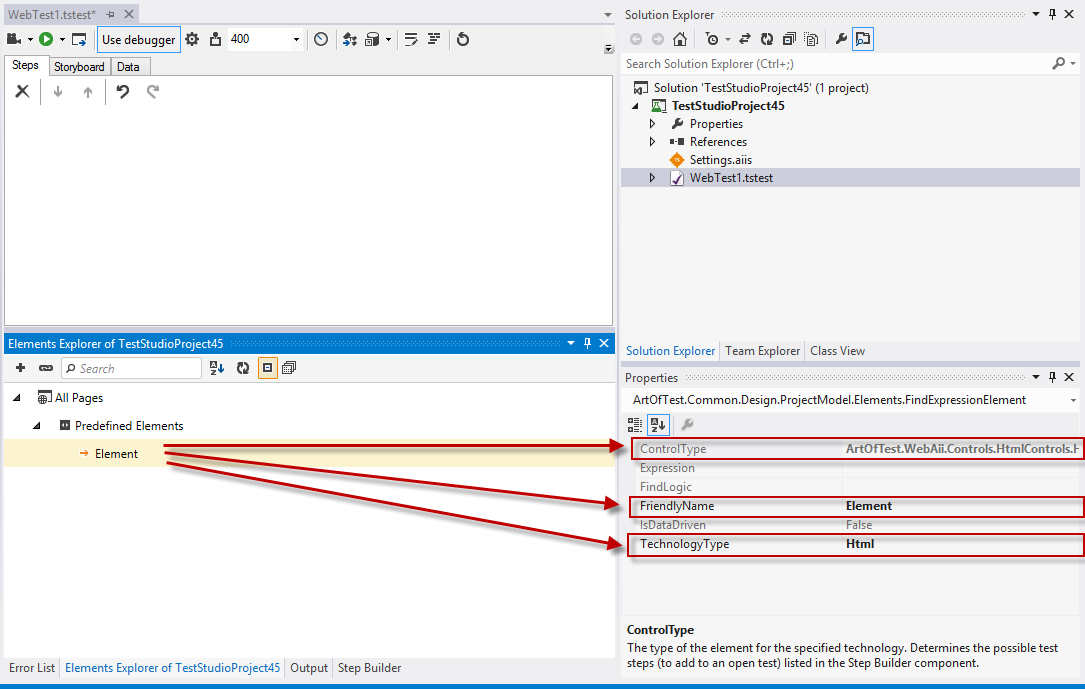 WebTest1.tstest*
Use debugger
400
Steps
Storyboard
Data
Elements Explorer of TestStudioProject45
Search
All Pages
Predefined Elements
Element
Error List
Elements Explorer of TestStudioProject45
Output
Step Builder
Solution Explorer
Search Solution Explorer (Ctrl+;)
Solution 'TestStudioProject45' (1 project)
TestStudioProject45
Properties
References
Settings.aiis
WebTest1.tstest
Solution Explorer
Team Explorer
Class View
Properties
ArtOfTest.Common.Design.ProjectModel.Elements.FindExpressionElement
ControlType ArtOfTest.WebAii.Controls.HtmlControls.H
Expression
FindLogic
FriendlyName Element
IsDataDriven False
TechnologyType Html
ControlType
The type of the element for the specified technology. Determines the possible test
steps (to add to an open test) listed in the Step Builder component.